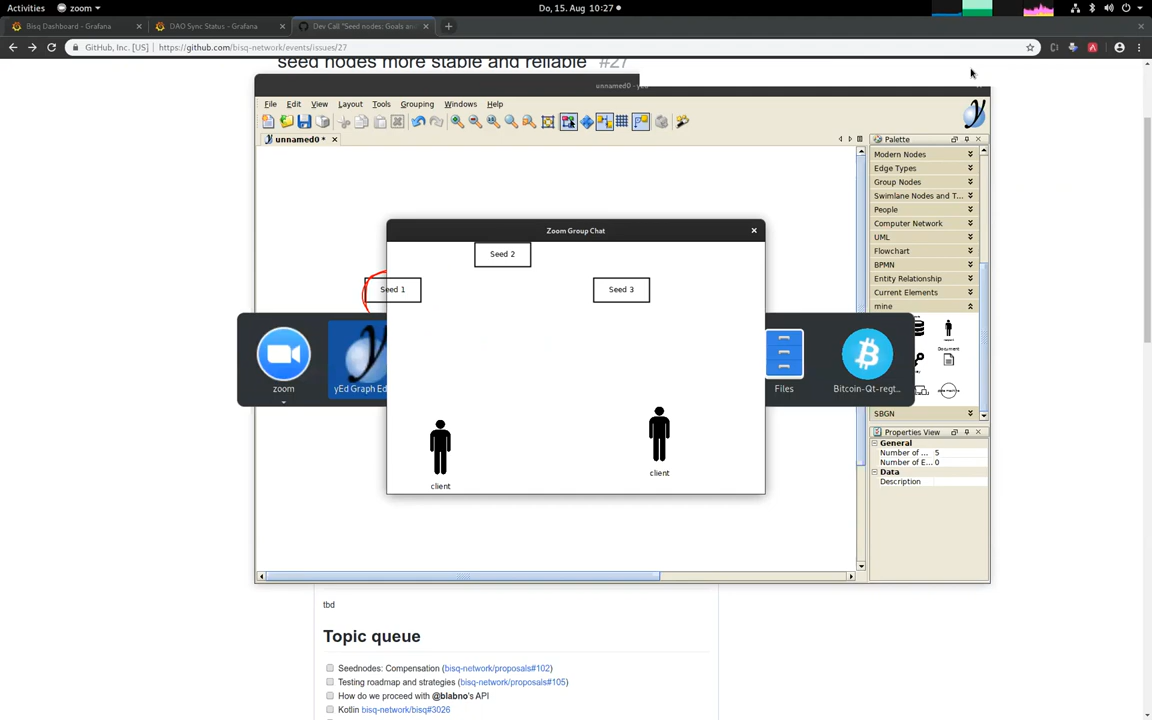 Activities
zoom
Do, 15. Aug 10:27
Bisq Dashboard - Grafana
DAO Sync Status - Grafana
Dev Call "Seed nodes: Goals an
GitHub, Inc. [US]
https://github.com/bisq-network/events/issues/27
seed nodes more stable and reliable #27
unnamed0
File Edit View Layout Tools Grouping Windows Help
unnamed0 *
Palette
Modern Nodes
Edge Types
Group Nodes
Swimlane Nodes and T...
People
Computer Network
UML
Flowchart
BPMN
Entity Relationship
Current Elements
mine
Document
SBGN
Zoom Group Chat
Seed 2
Seed 1
Seed 3
zoom
yEd Graph Ed
Files
Bitcoin-Qt-regt...
client
client
Properties View
General
Number of ... 5
Number of E... 0
Data
Description
tbd
Topic queue
Seednodes: Compensation (bisq-network/proposals#102)
Testing roadmap and strategies (bisq-network/proposals#105)
How do we proceed with @blabno's API
Kotlin bisq-network/bisq#3026